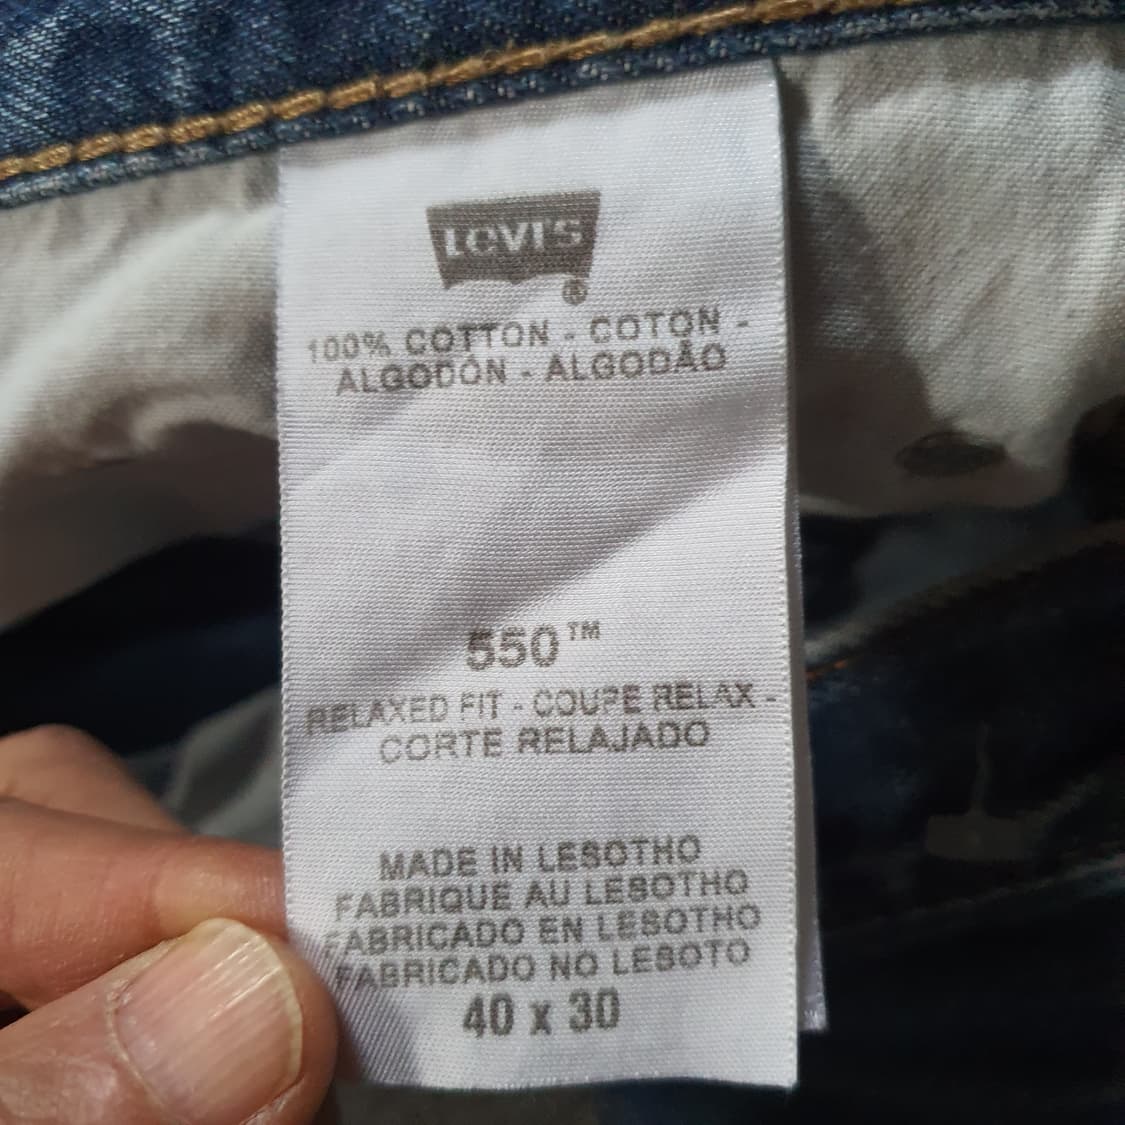 LEVI'S
®
100% COTTON - COTON -
ALGODÓN - ALGODÃO
550™
RELAXED FIT - COUPE RELAX -
CORTE RELAJADO
MADE IN LESOTHO
FABRIQUE AU LESOTHO
FABRICADO EN LESOTHO
FABRICADO NO LESOTO
40 x 30